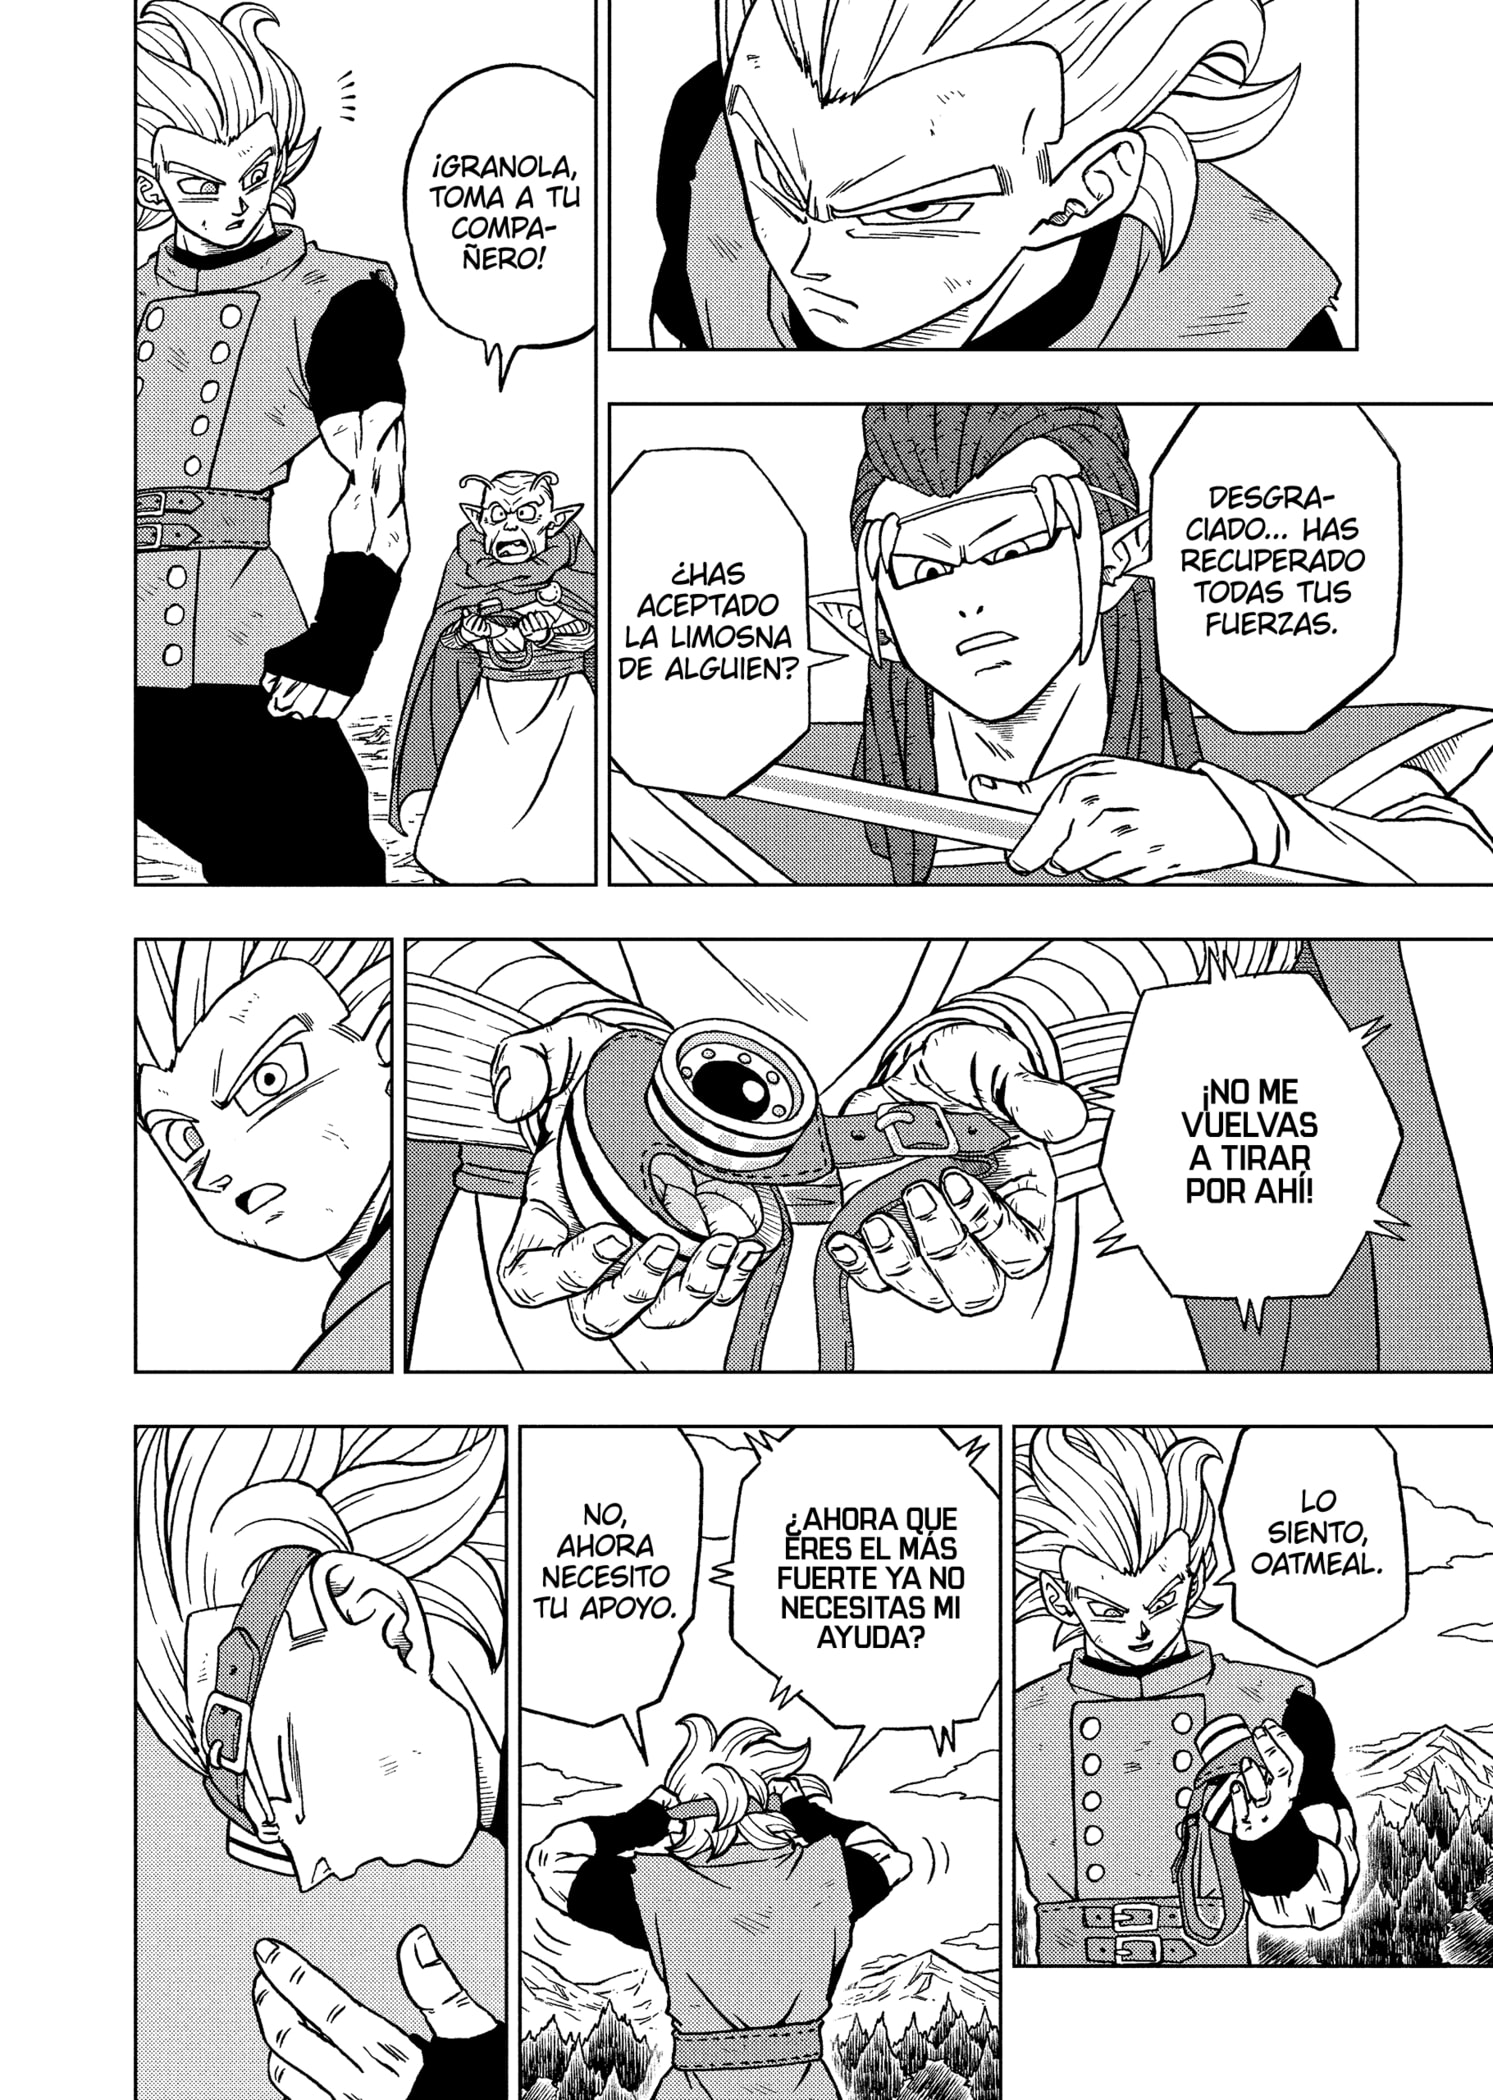 DESGRA-
CIADO... HAS
RECUPERADO
TODAS TUS
FUERZAS.
¿HAS
ACEPTADO
LA LIMOSNA
DE ALGUIEN?
¡GRANOLA,
TOMA A TU
COMPA-
ÑERO!
¡NO ME
VUELVAS
A TIRAR
POR AHÍ!
LO
SIENTO,
OATMEAL.
¿AHORA QUE
ERES EL MÁS
FUERTE YA NO
NECESITAS MI
AYUDA?
NO,
AHORA
NECESITO
TU APOYO.